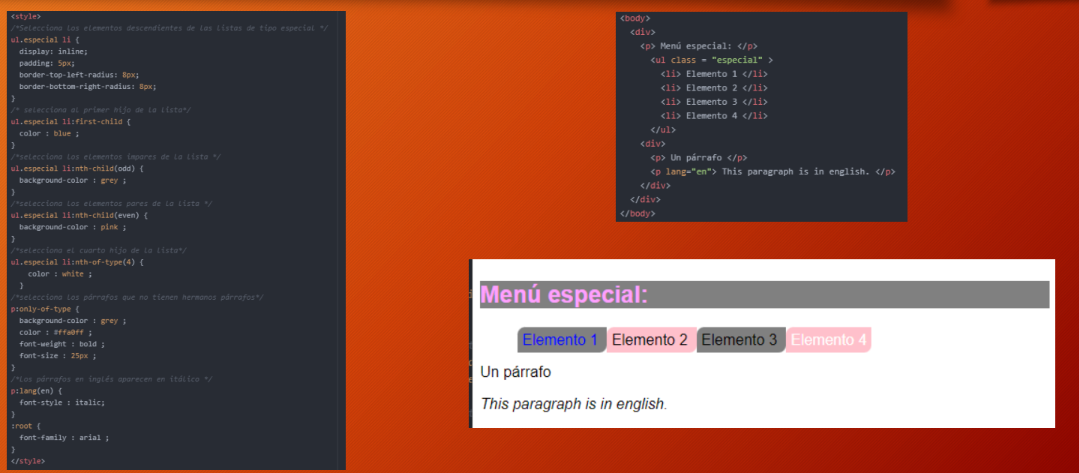 <style>
/*Selecciona los elementos descendientes de las listas de tipo especial */
ul.especial li {
display: inline;
padding: 5px;
border-top-left-radius: 8px;
border-bottom-right-radius: 8px;
}
/* selecciona al primer hijo de la lista*/
ul.especial li:first-child {
color : blue ;
}
/*selecciona los elementos impares de la lista */
ul.especial li:nth-child(odd) {
background-color : grey ;
}
/*selecciona los elementos pares de la lista */
ul.especial li:nth-child(even) {
background-color : pink ;
}
/*selecciona el cuarto hijo de la lista*/
ul.especial li:nth-of-type(4) {
color : white ;
}
/*selecciona los párrafos que no tienen hermanos párrafos*/
p:only-of-type {
background-color : grey ;
color : #ffa0ff ;
font-weight : bold ;
font-size : 25px ;
}
/*Los párrafos en inglés aparecen en itálica */
p:lang(en) {
font-style : italic;
}
:root {
font-family : arial ;
}
</style>
<body>
<div>
<p> Menú especial: </p>
<ul class = "especial" >
<li> Elemento 1 </li>
<li> Elemento 2 </li>
<li> Elemento 3 </li>
<li> Elemento 4 </li>
</ul>
<div>
<p> Un párrafo </p>
<p lang="en"> This paragraph is in english. </p>
</div>
</div>
</body>
Menú especial:
Elemento 1 Elemento 2 Elemento 3 Elemento 4
Un párrafo
This paragraph is in english.